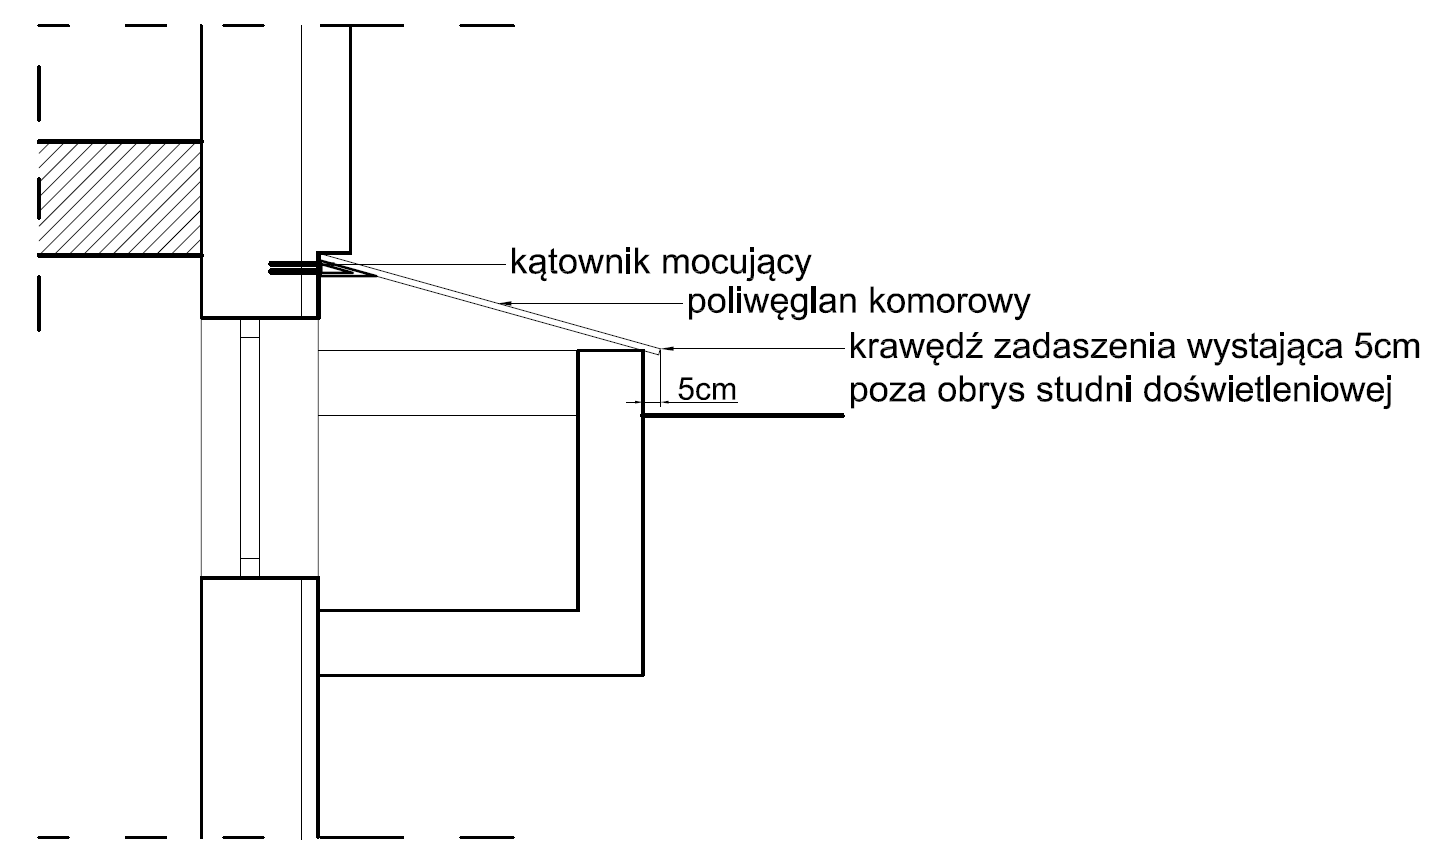 kątownik mocujący
poliwęglan komorowy
krawędź zadaszenia wystająca 5cm
5cm
poza obrys studni doświetleniowej